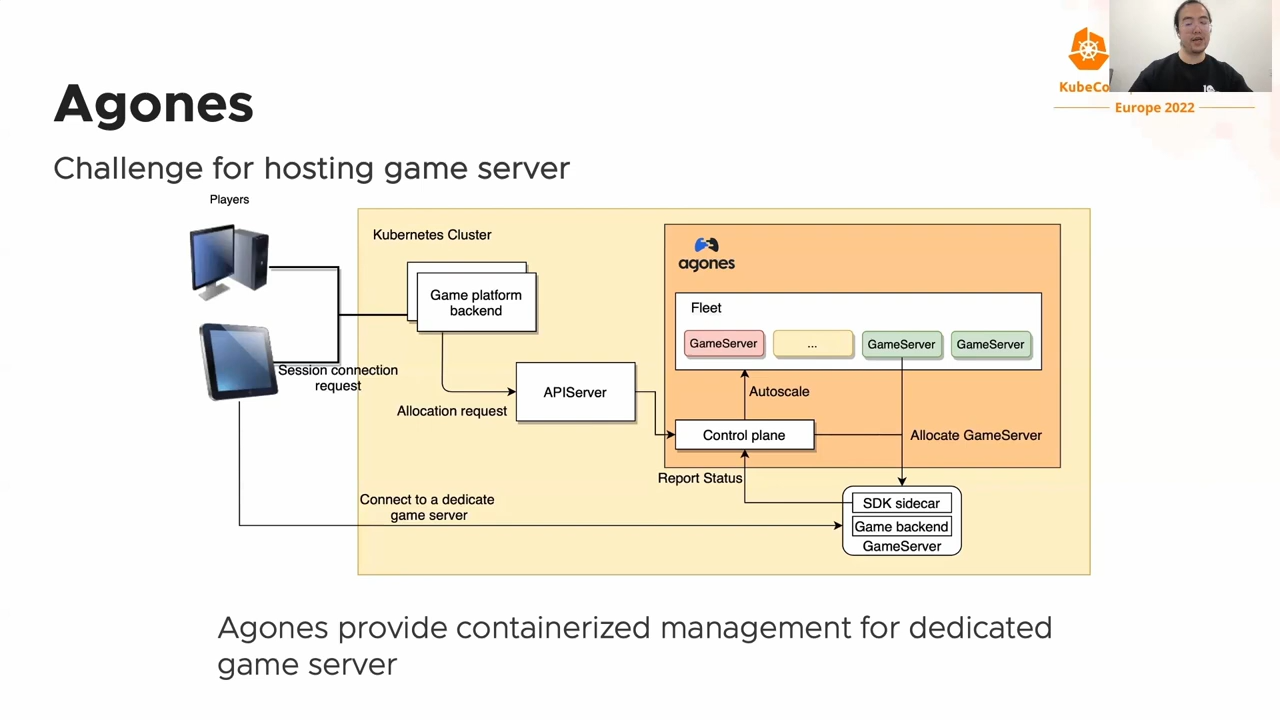 Agones
KubeCo
Europe 2022
Challenge for hosting game server
Players
Kubernetes Cluster
agones
Game platform
backend
Fleet
GameServer
...
GameServer
GameServer
Session connection
request
Allocation request
APIServer
Autoscale
Control plane
Allocate GameServer
Report Status
Connect to a dedicate
game server
SDK sidecar
Game backend
GameServer
Agones provide containerized management for dedicated
game server